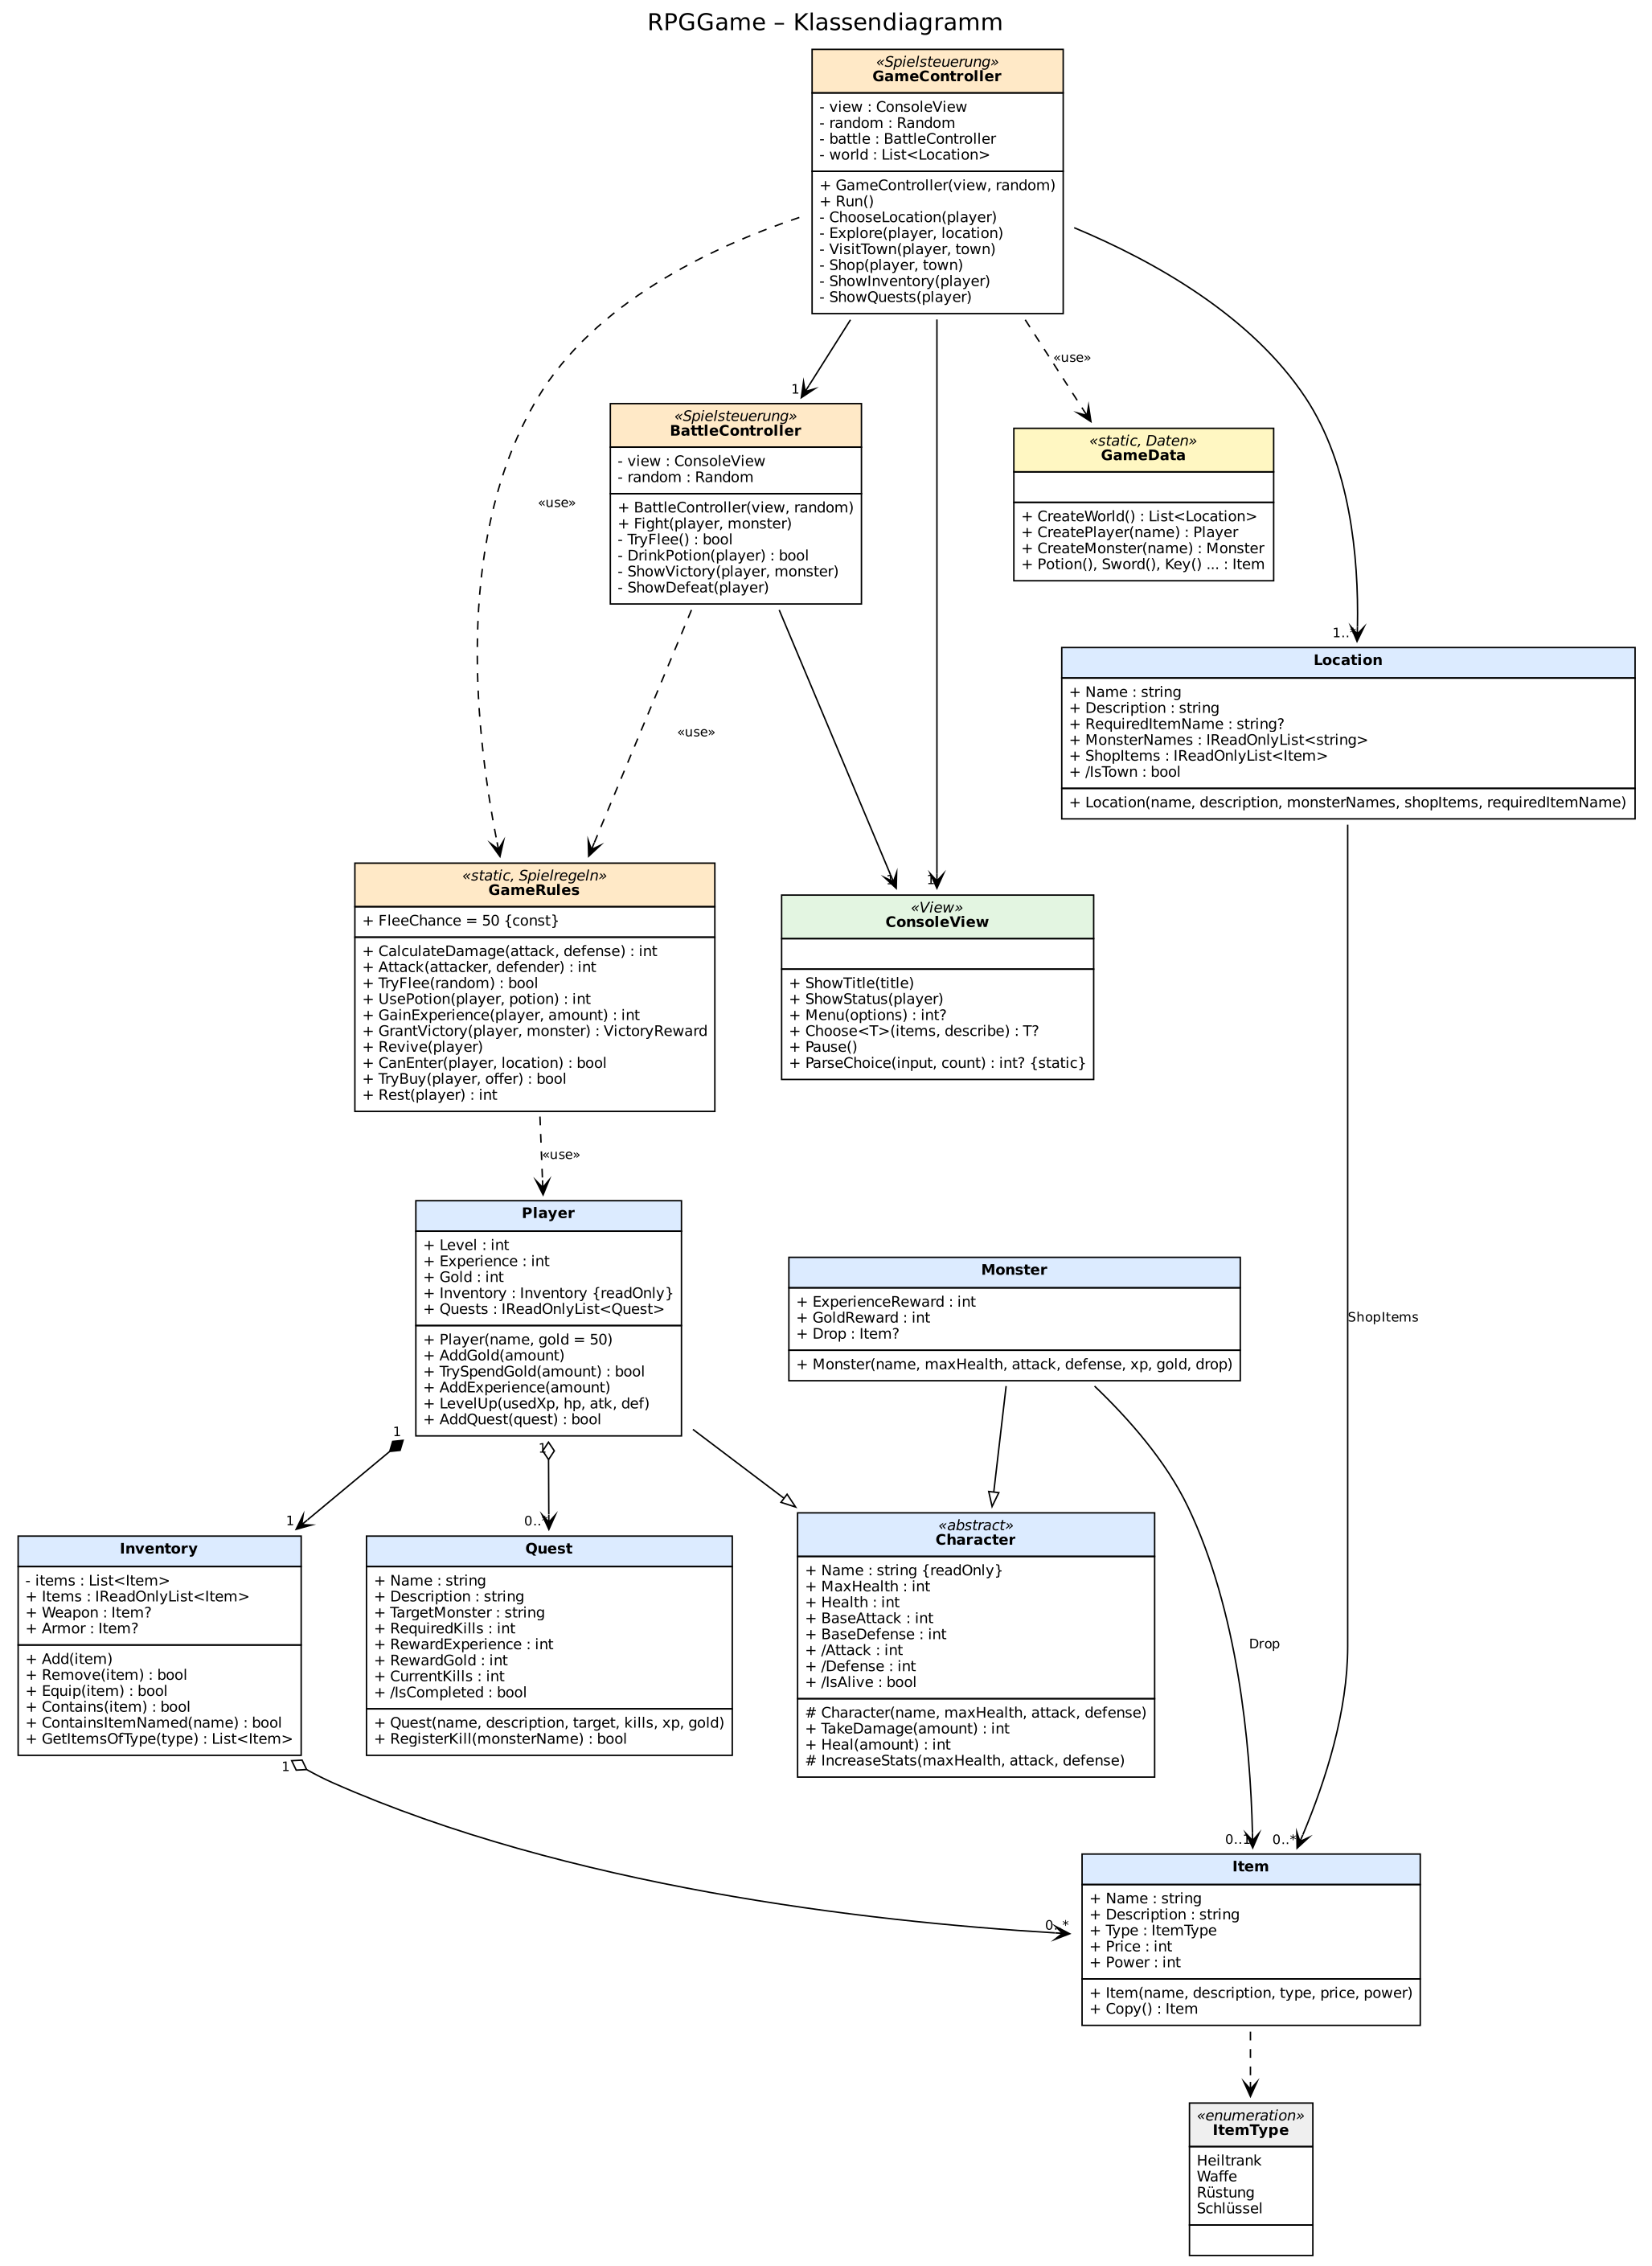 RPGGame – Klassendiagramm
«Spielsteuerung»
GameController
- view : ConsoleView
- random : Random
- battle : BattleController
- world : List<Location>
+ GameController(view, random)
+ Run()
- ChooseLocation(player)
- Explore(player, location)
- VisitTown(player, town)
- Shop(player, town)
- ShowInventory(player)
- ShowQuests(player)
«use»
1
«Spielsteuerung»
BattleController
- view : ConsoleView
- random : Random
+ BattleController(view, random)
+ Fight(player, monster)
- TryFlee() : bool
- DrinkPotion(player) : bool
- ShowVictory(player, monster)
- ShowDefeat(player)
«static, Daten»
GameData
+ CreateWorld() : List<Location>
+ CreatePlayer(name) : Player
+ CreateMonster(name) : Monster
+ Potion(), Sword(), Key() ... : Item
«use»
1..*
Location
+ Name : string
+ Description : string
+ RequiredItemName : string?
+ MonsterNames : IReadOnlyList<string>
+ ShopItems : IReadOnlyList<Item>
+ /IsTown : bool
+ Location(name, description, monsterNames, shopItems, requiredItemName)
«use»
«static, Spielregeln»
GameRules
+ FleeChance = 50 {const}
+ CalculateDamage(attack, defense) : int
+ Attack(attacker, defender) : int
+ TryFlee(random) : bool
+ UsePotion(player, potion) : int
+ GainExperience(player, amount) : int
+ GrantVictory(player, monster) : VictoryReward
+ Revive(player)
+ CanEnter(player, location) : bool
+ TryBuy(player, offer) : bool
+ Rest(player) : int
1
1
«View»
ConsoleView
+ ShowTitle(title)
+ ShowStatus(player)
+ Menu(options) : int?
+ Choose<T>(items, describe) : T?
+ Pause()
+ ParseChoice(input, count) : int? {static}
«use»
Player
+ Level : int
+ Experience : int
+ Gold : int
+ Inventory : Inventory {readOnly}
+ Quests : IReadOnlyList<Quest>
+ Player(name, gold = 50)
+ AddGold(amount)
+ TrySpendGold(amount) : bool
+ AddExperience(amount)
+ LevelUp(usedXp, hp, atk, def)
+ AddQuest(quest) : bool
Monster
+ ExperienceReward : int
+ GoldReward : int
+ Drop : Item?
+ Monster(name, maxHealth, attack, defense, xp, gold, drop)
ShopItems
1
1
1
0..*
Inventory
- items : List<Item>
+ Items : IReadOnlyList<Item>
+ Weapon : Item?
+ Armor : Item?
+ Add(item)
+ Remove(item) : bool
+ Equip(item) : bool
+ Contains(item) : bool
+ ContainsItemNamed(name) : bool
+ GetItemsOfType(type) : List<Item>
Quest
+ Name : string
+ Description : string
+ TargetMonster : string
+ RequiredKills : int
+ RewardExperience : int
+ RewardGold : int
+ CurrentKills : int
+ /IsCompleted : bool
+ Quest(name, description, target, kills, xp, gold)
+ RegisterKill(monsterName) : bool
«abstract»
Character
+ Name : string {readOnly}
+ MaxHealth : int
+ Health : int
+ BaseAttack : int
+ BaseDefense : int
+ /Attack : int
+ /Defense : int
+ /IsAlive : bool
# Character(name, maxHealth, attack, defense)
+ TakeDamage(amount) : int
+ Heal(amount) : int
# IncreaseStats(maxHealth, attack, defense)
Drop
1
0..*
0..1
0..*
Item
+ Name : string
+ Description : string
+ Type : ItemType
+ Price : int
+ Power : int
+ Item(name, description, type, price, power)
+ Copy() : Item
«enumeration»
ItemType
Heiltrank
Waffe
Rüstung
Schlüssel